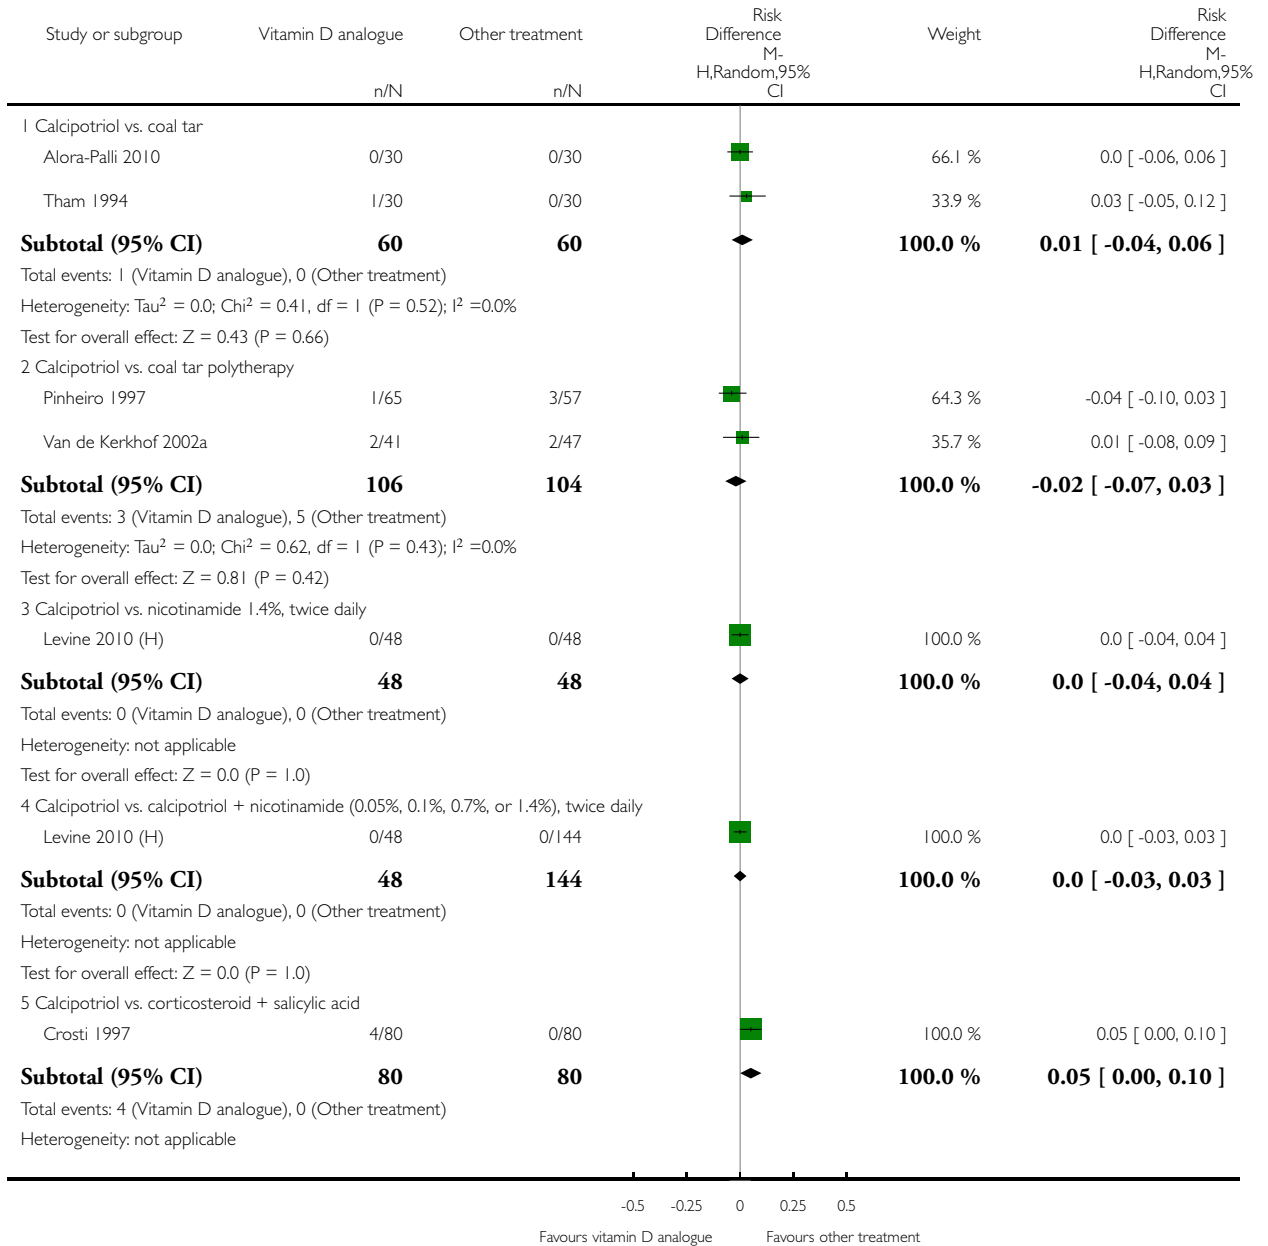 Study or subgroup Vitamin D analogue Other treatment Risk Difference Weight Risk Difference
n/N n/N M-H,Random,95% CI M-H,Random,95% CI
1 Calcipotriol vs. coal tar
Alora-Palli 2010 0/30 0/30 66.1 % 0.0 [ -0.06, 0.06 ]
Tham 1994 1/30 0/30 33.9 % 0.03 [ -0.05, 0.12 ]
Subtotal (95% CI) 60 60 100.0 % 0.01 [ -0.04, 0.06 ]
Total events: 1 (Vitamin D analogue), 0 (Other treatment)
Heterogeneity: Tau² = 0.0; Chi² = 0.41, df = 1 (P = 0.52); I² =0.0%
Test for overall effect: Z = 0.43 (P = 0.66)
2 Calcipotriol vs. coal tar polytherapy
Pinheiro 1997 1/65 3/57 64.3 % -0.04 [ -0.10, 0.03 ]
Van de Kerkhof 2002a 2/41 2/47 35.7 % 0.01 [ -0.08, 0.09 ]
Subtotal (95% CI) 106 104 100.0 % -0.02 [ -0.07, 0.03 ]
Total events: 3 (Vitamin D analogue), 5 (Other treatment)
Heterogeneity: Tau² = 0.0; Chi² = 0.62, df = 1 (P = 0.43); I² =0.0%
Test for overall effect: Z = 0.81 (P = 0.42)
3 Calcipotriol vs. nicotinamide 1.4%, twice daily
Levine 2010 (H) 0/48 0/48 100.0 % 0.0 [ -0.04, 0.04 ]
Subtotal (95% CI) 48 48 100.0 % 0.0 [ -0.04, 0.04 ]
Total events: 0 (Vitamin D analogue), 0 (Other treatment)
Heterogeneity: not applicable
Test for overall effect: Z = 0.0 (P = 1.0)
4 Calcipotriol vs. calcipotriol + nicotinamide (0.05%, 0.1%, 0.7%, or 1.4%), twice daily
Levine 2010 (H) 0/48 0/144 100.0 % 0.0 [ -0.03, 0.03 ]
Subtotal (95% CI) 48 144 100.0 % 0.0 [ -0.03, 0.03 ]
Total events: 0 (Vitamin D analogue), 0 (Other treatment)
Heterogeneity: not applicable
Test for overall effect: Z = 0.0 (P = 1.0)
5 Calcipotriol vs. corticosteroid + salicylic acid
Crosti 1997 4/80 0/80 100.0 % 0.05 [ 0.00, 0.10 ]
Subtotal (95% CI) 80 80 100.0 % 0.05 [ 0.00, 0.10 ]
Total events: 4 (Vitamin D analogue), 0 (Other treatment)
Heterogeneity: not applicable
-0.5 -0.25 0 0.25 0.5
Favours vitamin D analogue Favours other treatment